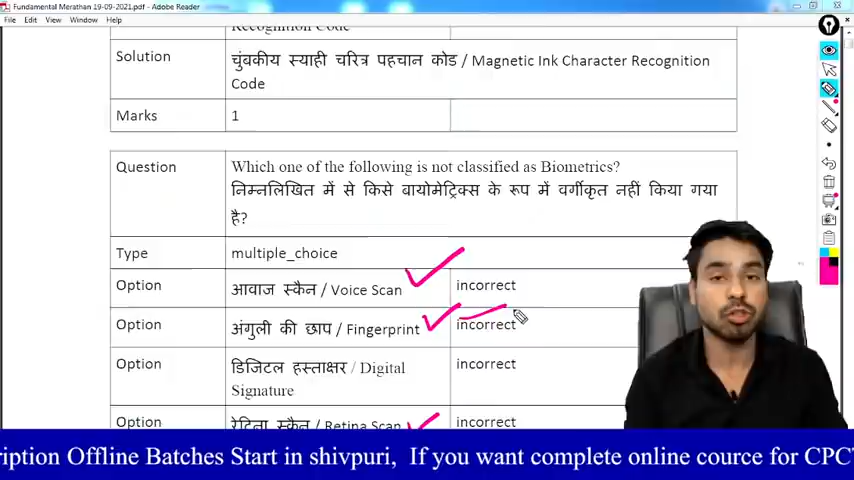 Fundamental Merathan 19-09-2021.pdf - Adobe Reader
File Edit View Window Help
Recognition Code
Solution
चुंबकीय स्याही चरित्र पहचान कोड / Magnetic Ink Character Recognition
Code
Marks 1
Question
Which one of the following is not classified as Biometrics?
निम्नलिखित में से किसे बायोमेट्रिक्स के रूप में वर्गीकृत नहीं किया गया
है?
Type multiple_choice
Option आवाज स्कैन / Voice Scan incorrect
Option अंगुली की छाप / Fingerprint incorrect
Option डिजिटल हस्ताक्षर / Digital incorrect
Signature
Option रेटिना स्कैन / Retina Scan incorrect
ription Offline Batches Start in shivpuri, If you want complete online cource for CPC